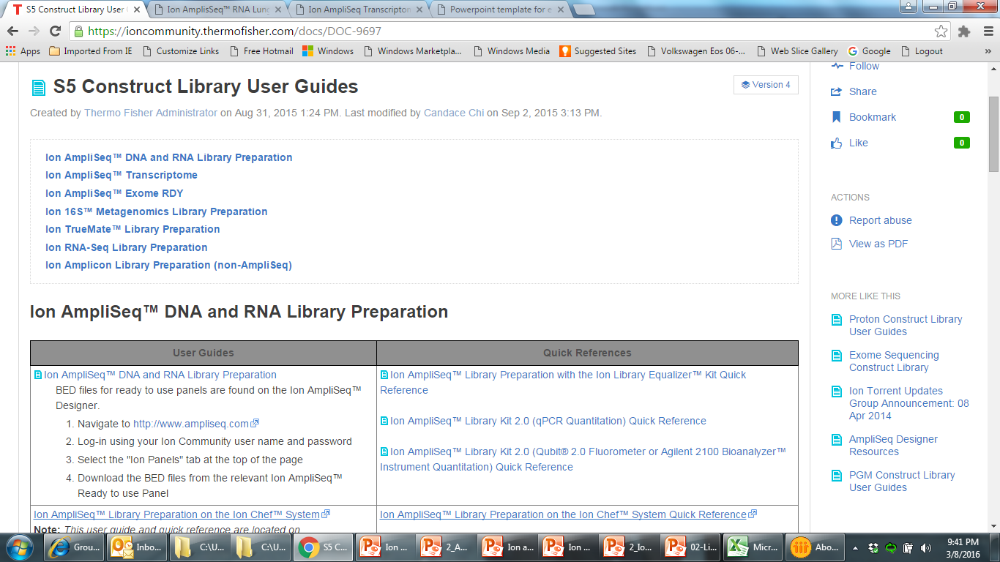 S5 Construct Library User
Ion AmplisSeq™ RNA Lun
Ion AmpliSeq Transcripton
Powerpoint template for e
https://ioncommunity.thermofisher.com/docs/DOC-9697
Apps
Imported From IE
Customize Links
Free Hotmail
Windows
Windows Marketpla...
Windows Media
Suggested Sites
Volkswagen Eos 06-...
Web Slice Gallery
Google
Logout
»
S5 Construct Library User Guides
Version 4
Created by Thermo Fisher Administrator on Aug 31, 2015 1:24 PM. Last modified by Candace Chi on Sep 2, 2015 3:13 PM.
Ion AmpliSeq™ DNA and RNA Library Preparation
Ion AmpliSeq™ Transcriptome
Ion AmpliSeq™ Exome RDY
Ion 16S™ Metagenomics Library Preparation
Ion TrueMate™ Library Preparation
Ion RNA-Seq Library Preparation
Ion Amplicon Library Preparation (non-AmpliSeq)
Ion AmpliSeq™ DNA and RNA Library Preparation
User Guides
Quick References
Ion AmpliSeq™ DNA and RNA Library Preparation
BED files for ready to use panels are found on the Ion AmpliSeq™
Designer.
1. Navigate to http://www.ampliseq.com
2. Log-in using your Ion Community user name and password
3. Select the "Ion Panels" tab at the top of the page
4. Download the BED files from the relevant Ion AmpliSeq™
Ready to use Panel
Ion AmpliSeq™ Library Preparation with the Ion Library Equalizer™ Kit Quick
Reference
Ion AmpliSeq™ Library Kit 2.0 (qPCR Quantitation) Quick Reference
Ion AmpliSeq™ Library Kit 2.0 (Qubit® 2.0 Fluorometer or Agilent 2100 Bioanalyzer™
Instrument Quantitation) Quick Reference
Ion AmpliSeq™ Library Preparation on the Ion Chef™ System
Note: This user guide and quick reference are located on
Ion AmpliSeq™ Library Preparation on the Ion Chef™ System Quick Reference
Follow
Share
Bookmark
0
Like
0
ACTIONS
Report abuse
View as PDF
MORE LIKE THIS
Proton Construct Library
User Guides
Exome Sequencing
Construct Library
Ion Torrent Updates
Group Announcement: 08
Apr 2014
AmpliSeq Designer
Resources
PGM Construct Library
User Guides
Grou...
Inbo...
C:\U...
C:\U...
S5 C...
Ion ...
2_A...
Ion a...
Ion ...
2_Io...
02-Li...
Micr...
Abo...
9:41 PM
3/8/2016